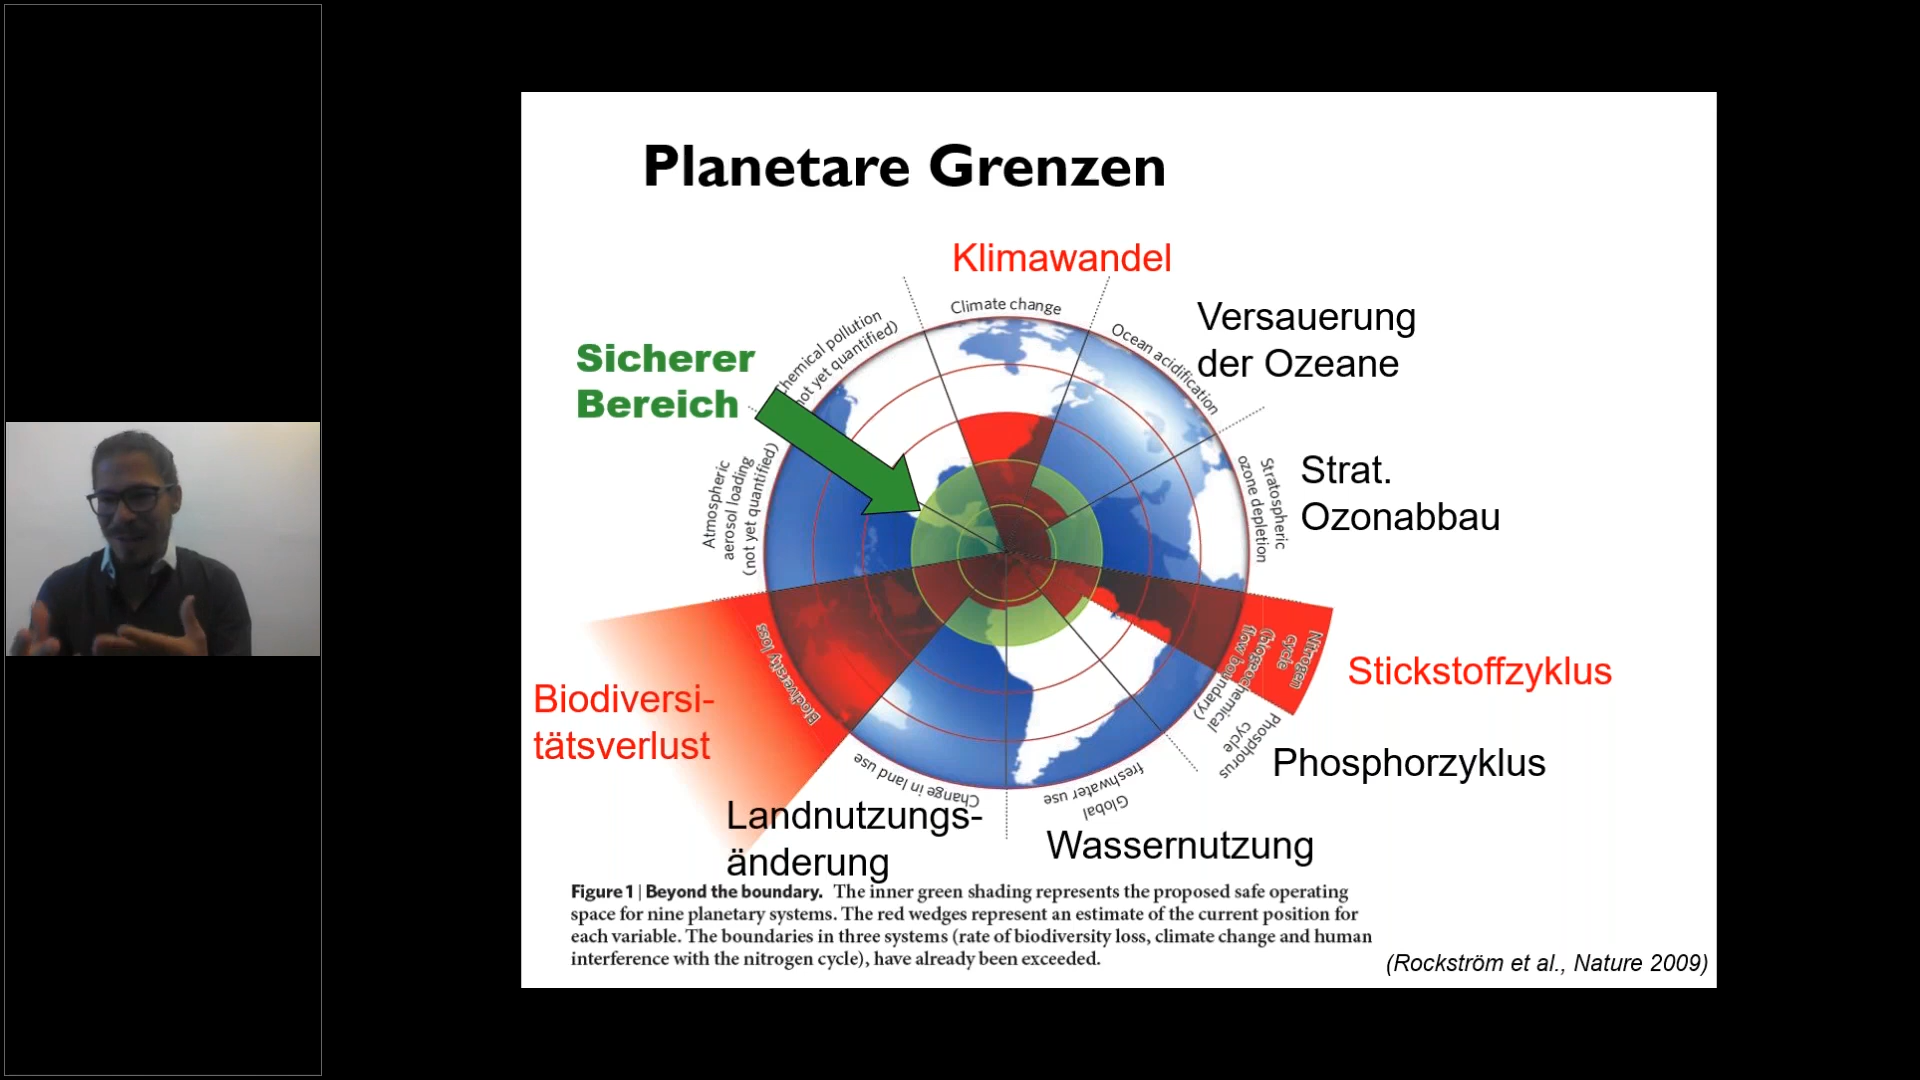 Planetare Grenzen
Klimawandel
Climate change
Versauerung
der Ozeane
Ocean acidification
Sicherer
Bereich
Chemical pollution
(not yet quantified)
Atmospheric
aerosol loading
(not yet quantified)
Strat.
Ozonabbau
Stratospheric
ozone depletion
Biodiversi-
tätsverlust
Biodiversity loss
Stickstoffzyklus
Nitrogen
cycle
(biogeochemical
flow boundary)
Phosphorus
cycle
Phosphorzyklus
Landnutzungs-
änderung
Change in land use
Wassernutzung
Global
freshwater use
Figure 1 | Beyond the boundary. The inner green shading represents the proposed safe operating
space for nine planetary systems. The red wedges represent an estimate of the current position for
each variable. The boundaries in three systems (rate of biodiversity loss, climate change and human
interference with the nitrogen cycle), have already been exceeded.
(Rockström et al., Nature 2009)